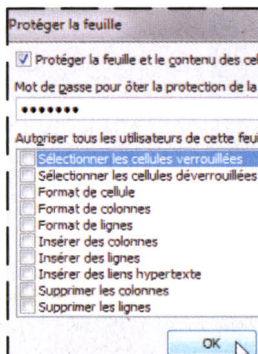 Protéger la feuille
Protéger la feuille et le contenu des cel
Mot de passe pour ôter la protection de la
Autoriser tous les utilisateurs de cette feui
Sélectionner les cellules verrouillées
Sélectionner les cellules déverrouillées
Format de cellule
Format de colonnes
Format de lignes
Insérer des colonnes
Insérer des lignes
Insérer des liens hypertexte
Supprimer les colonnes
Supprimer les lignes
OK